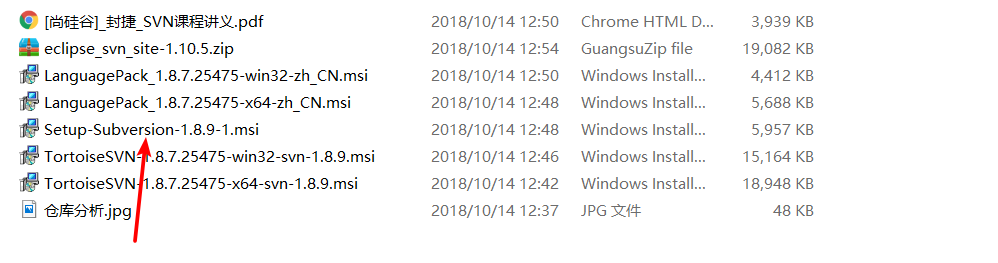 [尚硅谷]_封捷_SVN课程讲义.pdf 2018/10/14 12:50 Chrome HTML D... 3,939 KB
eclipse_svn_site-1.10.5.zip 2018/10/14 12:54 GuangsuZip file 19,082 KB
LanguagePack_1.8.7.25475-win32-zh_CN.msi 2018/10/14 12:50 Windows Install... 4,412 KB
LanguagePack_1.8.7.25475-x64-zh_CN.msi 2018/10/14 12:48 Windows Install... 5,688 KB
Setup-Subversion-1.8.9-1.msi 2018/10/14 12:48 Windows Install... 5,957 KB
TortoiseSVN-1.8.7.25475-win32-svn-1.8.9.msi 2018/10/14 12:46 Windows Install... 15,164 KB
TortoiseSVN-1.8.7.25475-x64-svn-1.8.9.msi 2018/10/14 12:42 Windows Install... 18,948 KB
仓库分析.jpg 2018/10/14 12:37 JPG 文件 48 KB